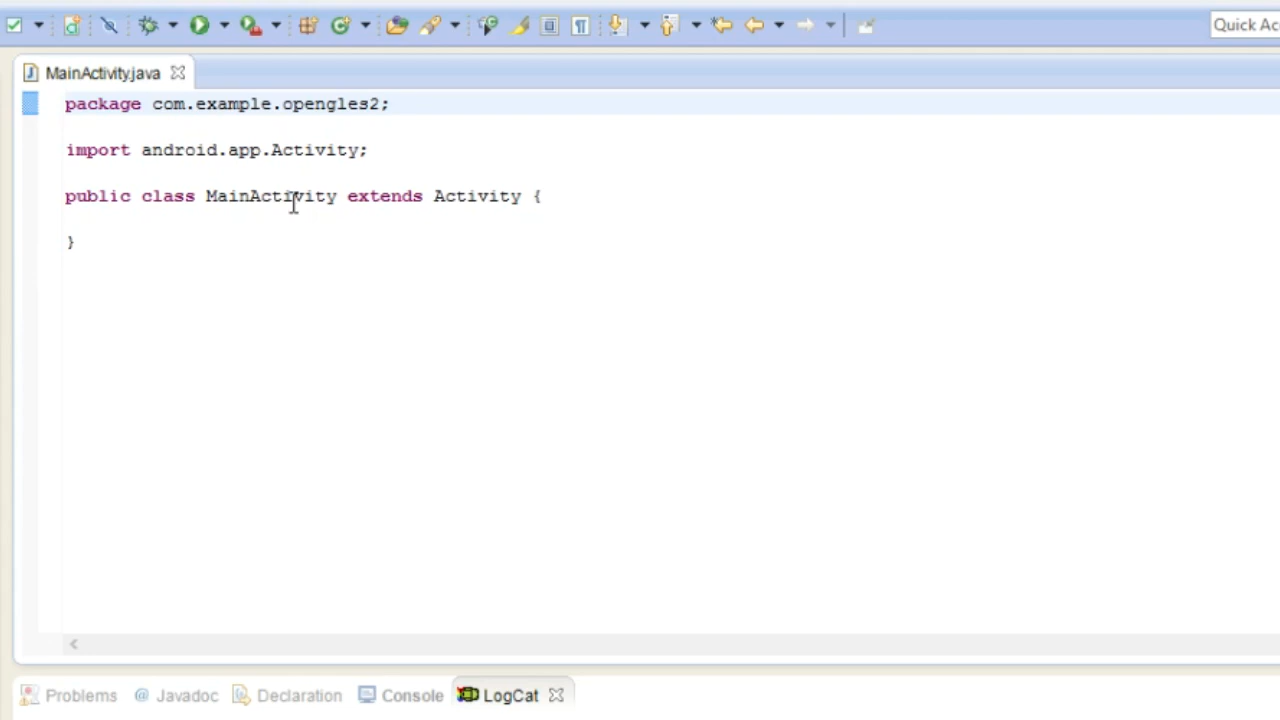 Quick Ac
MainActivity.java
package com.example.opengles2;
import android.app.Activity;
public class MainActivity extends Activity {
}
Problems @ Javadoc Declaration Console LogCat